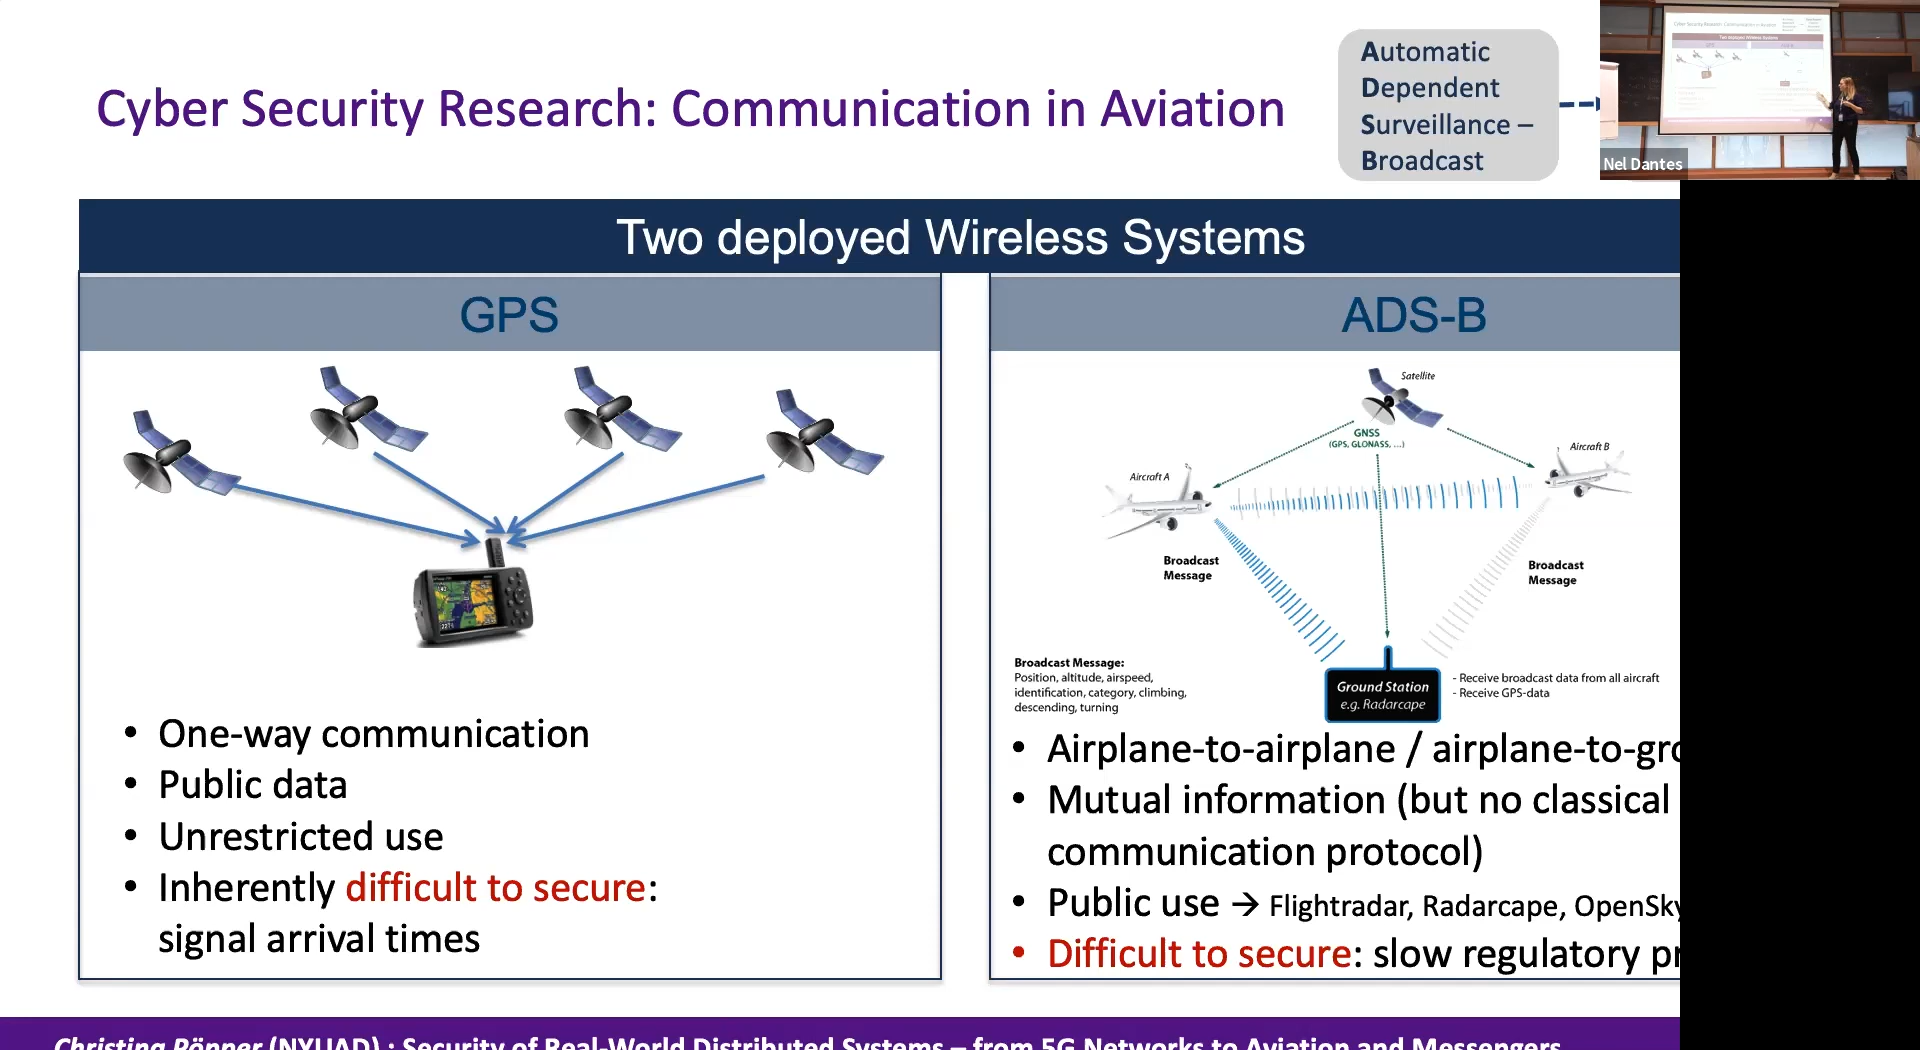 Cyber Security Research: Communication in Aviation
Automatic
Dependent
Surveillance –
Broadcast
Nel Dantes
Two deployed Wireless Systems
GPS
• One-way communication
• Public data
• Unrestricted use
• Inherently difficult to secure:
signal arrival times
ADS-B
Satellite
GNSS
(GPS, GLONASS, ...)
Aircraft A
Aircraft B
Broadcast
Message
Broadcast
Message
Broadcast Message:
Position, altitude, airspeed,
identification, category, climbing,
descending, turning
Ground Station
e.g. Radarcape
- Receive broadcast data from all aircraft
- Receive GPS-data
• Airplane-to-airplane / airplane-to-gro
• Mutual information (but no classical
communication protocol)
• Public use → Flightradar, Radarcape, OpenSky
• Difficult to secure: slow regulatory pr
Christina Pöpper (NYUAD) : Security of Real-World Distributed Systems – from 5G Networks to Aviation and Messengers